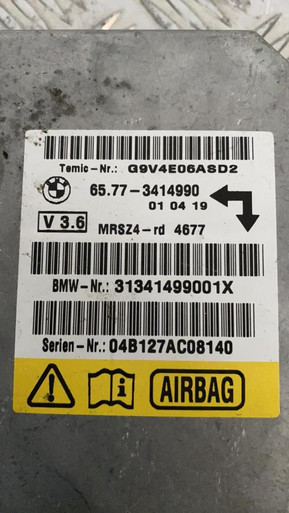 Temic-Nr.: G9V4E06ASD2
65.77-3414990
01 04 19
V 3.6
MRSZ4-rd 4677
BMW-Nr.: 31341499001X
Serien-Nr.: 04B127AC08140
AIRBAG